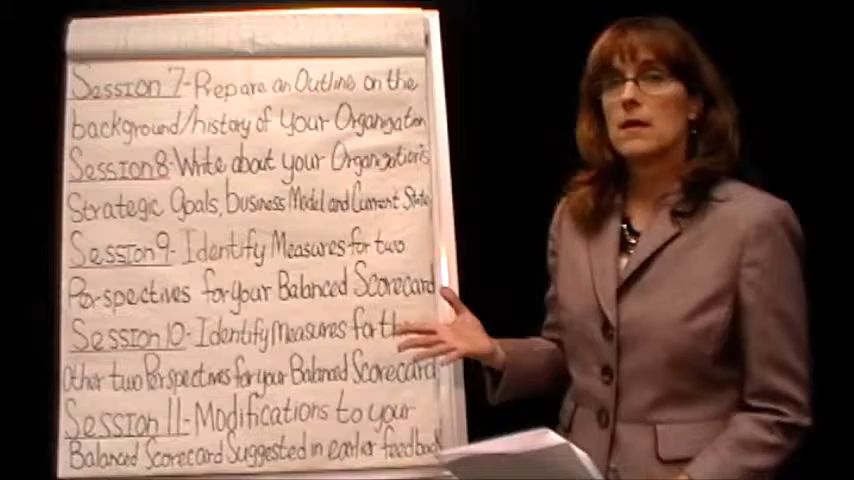 Session 7-Prepare an Outline on the
background/history of your Organization
Session 8-Write about your Organization's
Strategic Goals, business Model and Current State
Session 9- Identify Measures for two
Perspectives for your Balanced Scorecard
Session 10- Identify Measures for the
Other two Perspectives for your Balanced Scorecard
Session 11-Modifications to your
Balanced Scorecard Suggested in earlier feedback